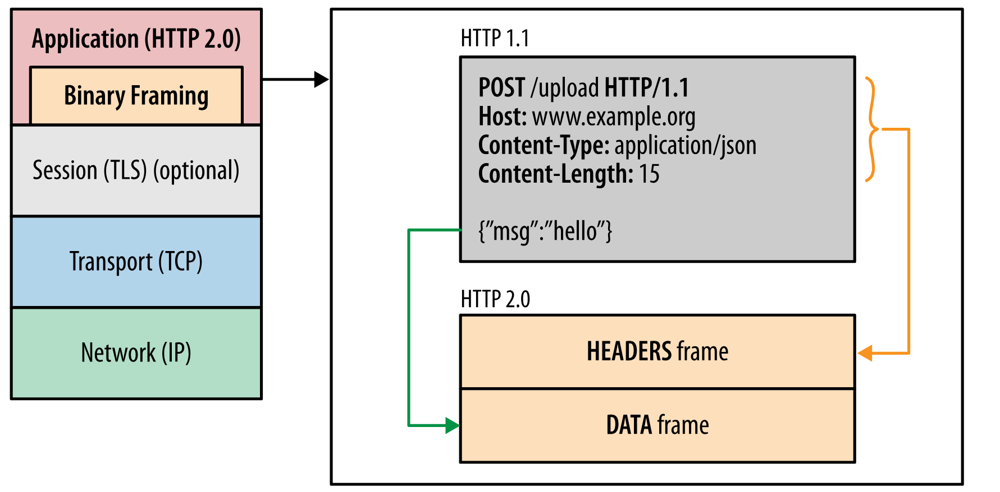 Application (HTTP 2.0)
Binary Framing
Session (TLS) (optional)
Transport (TCP)
Network (IP)
HTTP 1.1
POST /upload HTTP/1.1
Host: www.example.org
Content-Type: application/json
Content-Length: 15
{”msg”:”hello”}
HTTP 2.0
HEADERS frame
DATA frame